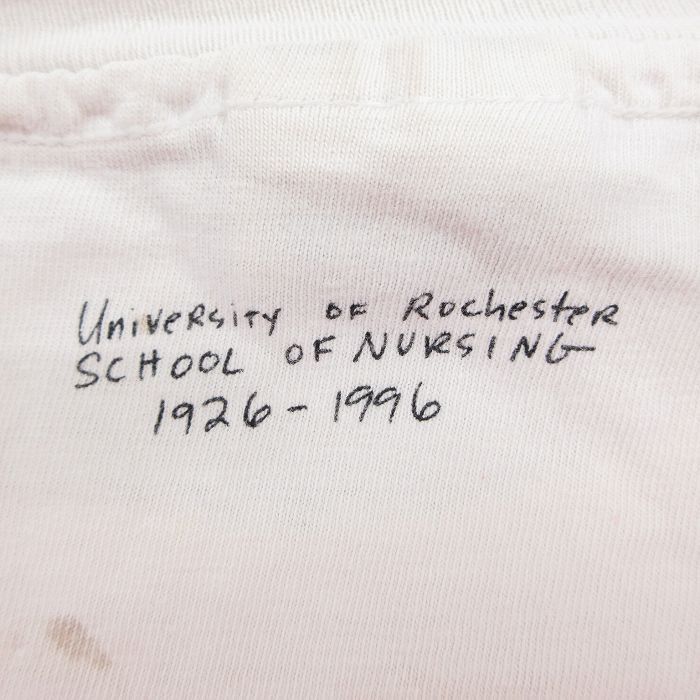 University of Rochester
SCHOOL OF NURSING
1926-1996